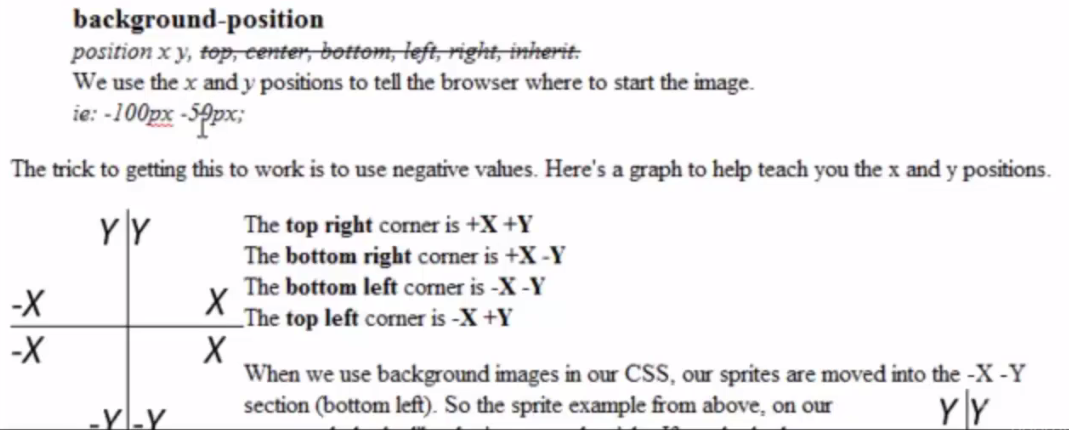 background-position
position x y, top, center, bottom, left, right, inherit.
We use the x and y positions to tell the browser where to start the image.
ie: -100px -50px;
The trick to getting this to work is to use negative values. Here's a graph to help teach you the x and y positions.
Y Y
-X X
-X X
-Y -Y
The top right corner is +X +Y
The bottom right corner is +X -Y
The bottom left corner is -X -Y
The top left corner is -X +Y
When we use background images in our CSS, our sprites are moved into the -X -Y
section (bottom left). So the sprite example from above, on our
Y Y